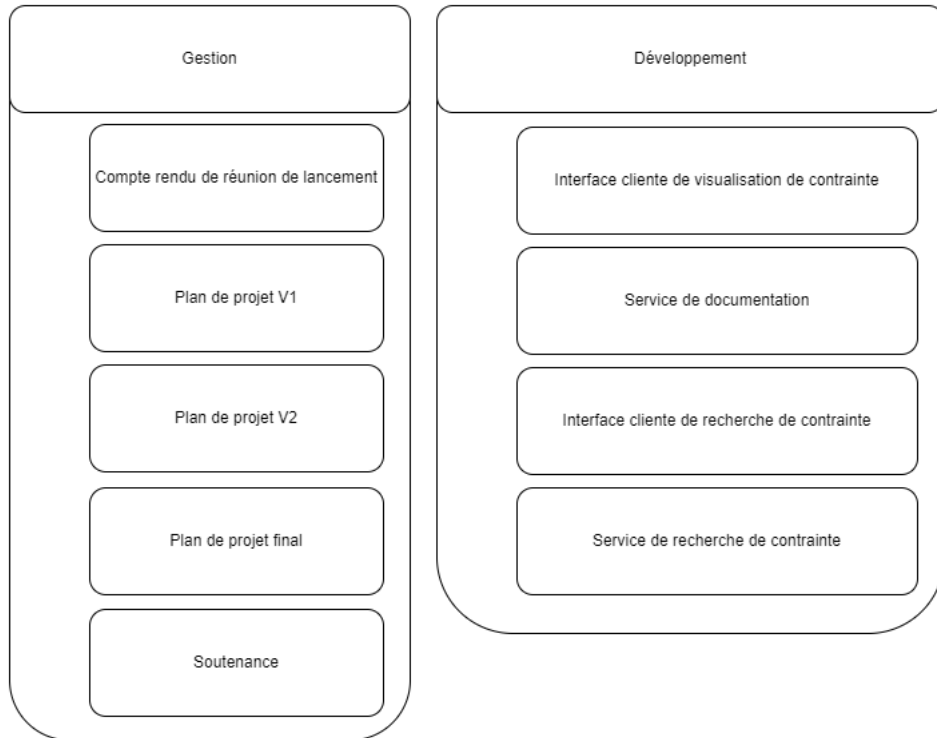 Gestion
Compte rendu de réunion de lancement
Plan de projet V1
Plan de projet V2
Plan de projet final
Soutenance
Développement
Interface cliente de visualisation de contrainte
Service de documentation
Interface cliente de recherche de contrainte
Service de recherche de contrainte